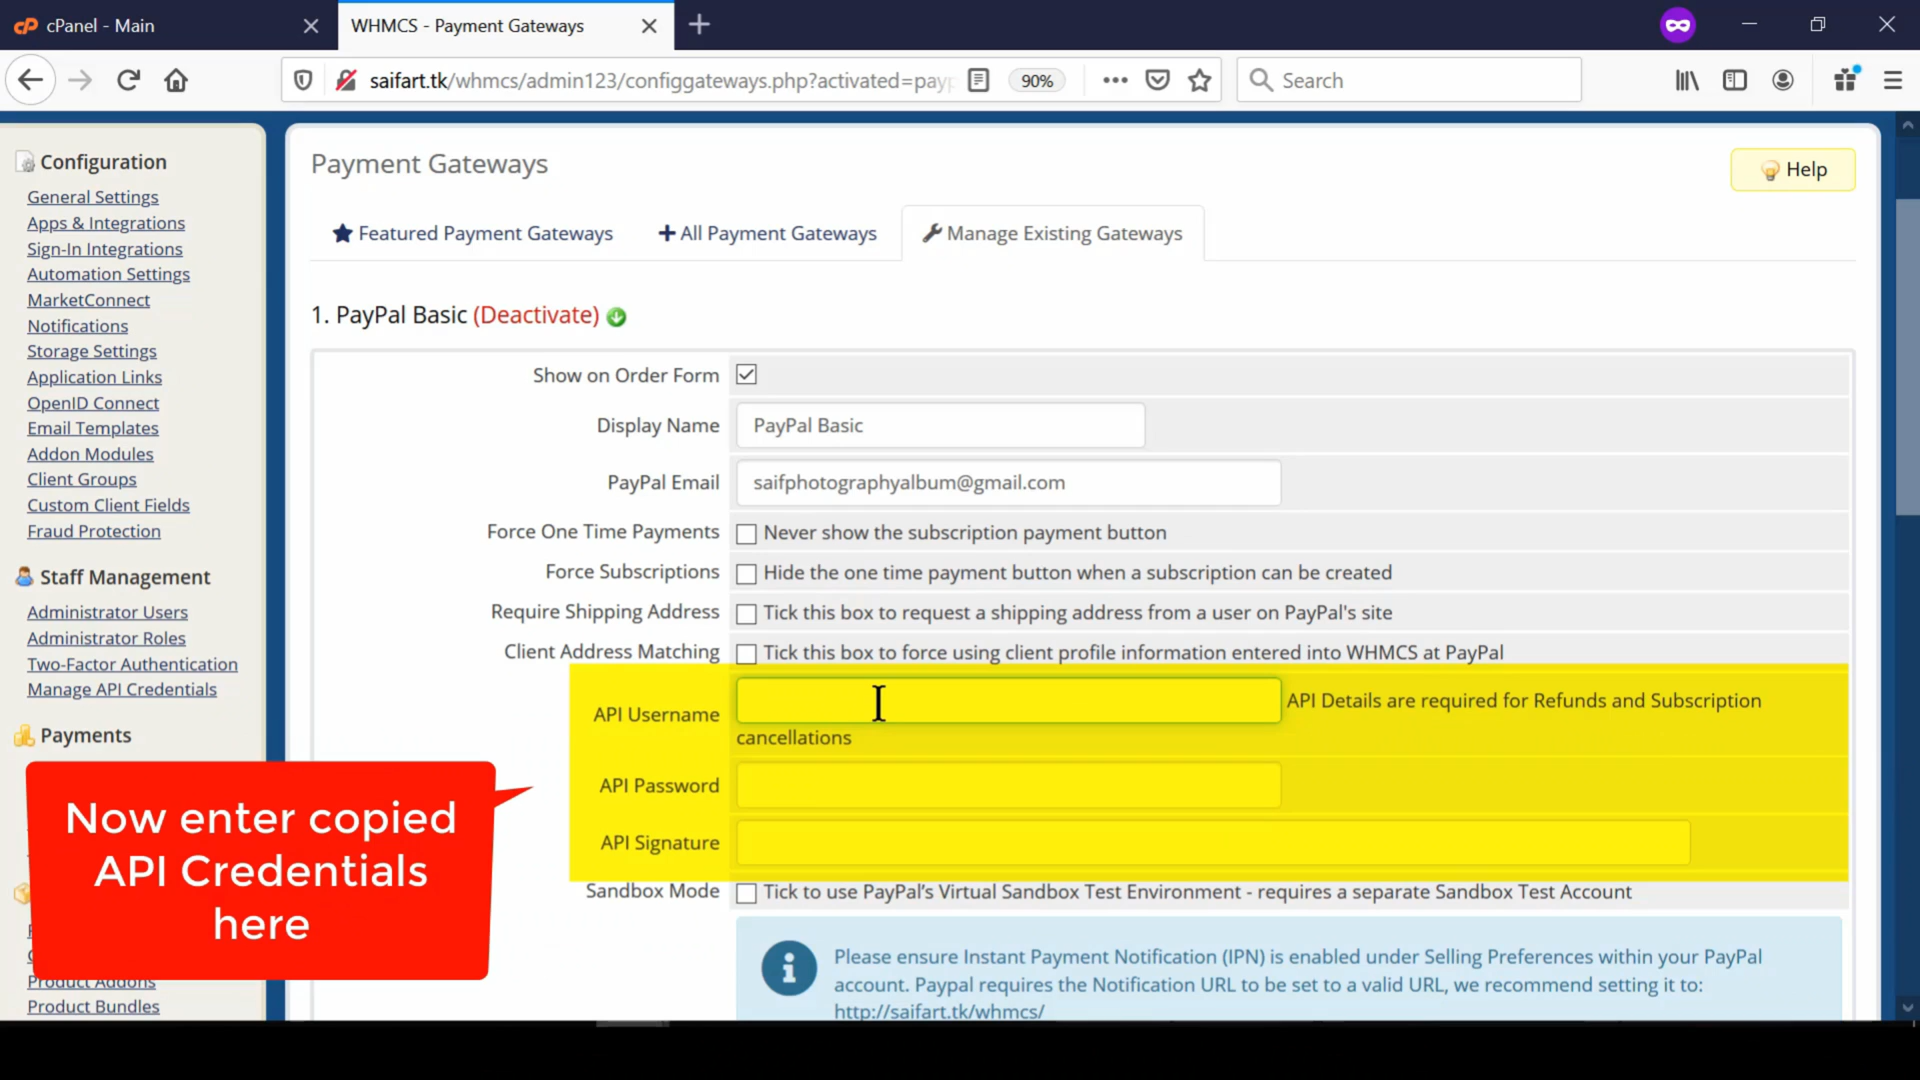 cPanel - Main
WHMCS - Payment Gateways
saifart.tk/whmcs/admin123/configgateways.php?activated=payp
90%
Search
Configuration
General Settings
Apps & Integrations
Sign-In Integrations
Automation Settings
MarketConnect
Notifications
Storage Settings
Application Links
OpenID Connect
Email Templates
Addon Modules
Client Groups
Custom Client Fields
Fraud Protection
Staff Management
Administrator Users
Administrator Roles
Two-Factor Authentication
Manage API Credentials
Payments
Product Addons
Product Bundles
Payment Gateways
Help
Featured Payment Gateways
All Payment Gateways
Manage Existing Gateways
1. PayPal Basic (Deactivate)
Show on Order Form
Display Name PayPal Basic
PayPal Email saifphotographyalbum@gmail.com
Force One Time Payments Never show the subscription payment button
Force Subscriptions Hide the one time payment button when a subscription can be created
Require Shipping Address Tick this box to request a shipping address from a user on PayPal's site
Client Address Matching Tick this box to force using client profile information entered into WHMCS at PayPal
API Username API Details are required for Refunds and Subscription
cancellations
API Password
API Signature
Sandbox Mode Tick to use PayPal’s Virtual Sandbox Test Environment - requires a separate Sandbox Test Account
Please ensure Instant Payment Notification (IPN) is enabled under Selling Preferences within your PayPal
account. Paypal requires the Notification URL to be set to a valid URL, we recommend setting it to:
http://saifart.tk/whmcs/
Now enter copied
API Credentials
here